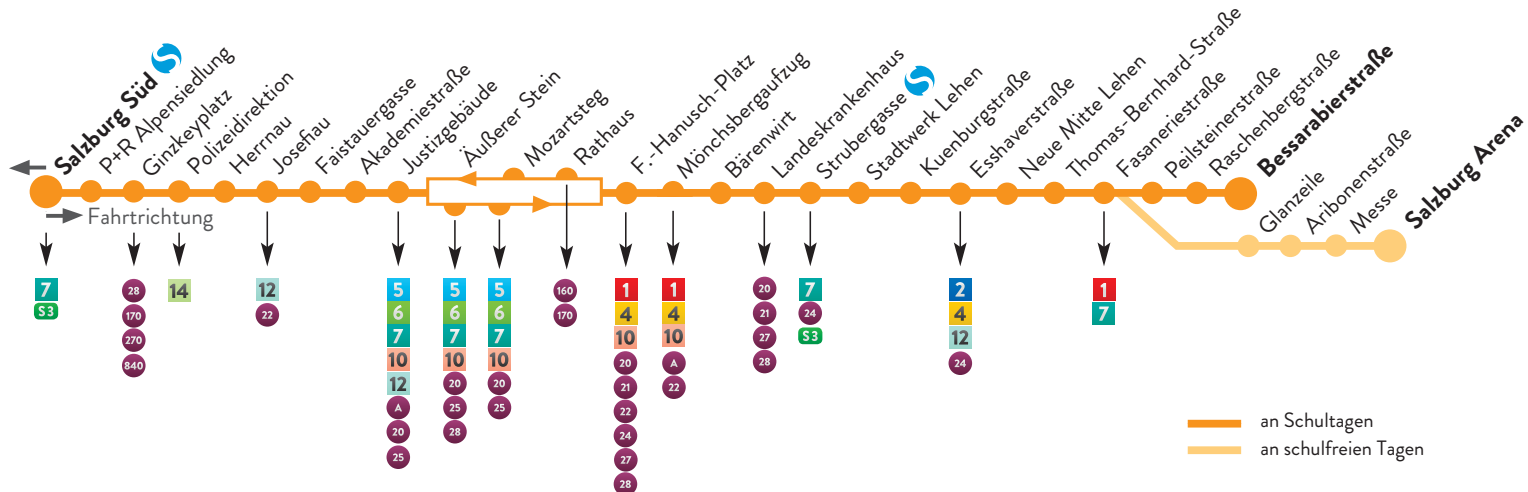 Salzburg Süd
P+R Alpensiedlung
Ginzkeyplatz
Polizeidirektion
Herrnau
Josefiau
Faistauergasse
Akademiestraße
Justizgebäude
Äußerer Stein
Mozartsteg
Rathaus
F.-Hanusch-Platz
Mönchsbergaufzug
Bärenwirt
Landeskrankenhaus
Strubergasse
Stadtwerk Lehen
Kuenburgstraße
Esshaverstraße
Neue Mitte Lehen
Thomas-Bernhard-Straße
Fasaneriestraße
Peilsteinerstraße
Raschenbergstraße
Bessarabierstraße
Glanzeile
Aribonenstraße
Messe
Salzburg Arena
Fahrtrichtung
7
S3
28
170
270
840
14
12
22
5
6
7
10
12
A
20
25
5
6
7
10
20
25
28
5
6
7
10
20
25
160
170
1
4
10
20
21
22
24
27
28
1
4
10
A
22
20
21
27
28
7
24
S3
2
4
12
24
1
7
an Schultagen
an schulfreien Tagen